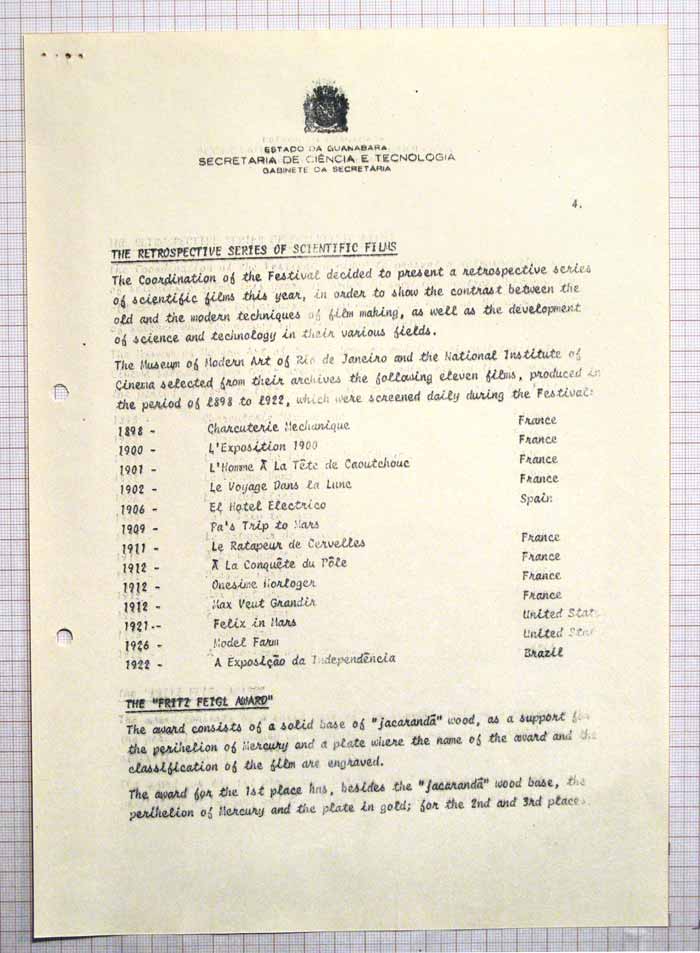 ESTADO DA GUANABARA
SECRETARIA DE CIÊNCIA E TECNOLOGIA
GABINETE DA SECRETÁRIA
4.
THE RETROSPECTIVE SERIES OF SCIENTIFIC FILMS
The Coordination of the Festival decided to present a retrospective series
of scientific films this year, in order to show the contrast between the
old and the modern techniques of film making, as well as the development
of science and technology in their various fields.
The Museum of Modern Art of Rio de Janeiro and the National Institute of
Cinema selected from their archives the following eleven films, produced in
the period of 1898 to 1922, which were screened daily during the Festival:
1898 - Charcuterie Mechanique France
1900 - L'Exposition 1900 France
1901 - L'Homme À La Tête de Caoutchouc France
1902 - Le Voyage Dans la Lune France
1906 - El Hotel Electrico Spain
1909 - Pa's Trip to Mars
1911 - Le Ratapeur de Cervelles France
1912 - À La Conquête du Pôle France
1912 - Onesime Horloger France
1912 - Max Veut Grandir France
1921.- Felix in Mars United Stat
1926 - Model Farm United Sta
1922 - A Exposição da Independência Brazil
THE "FRITZ FEIGL AWARD"
The award consists of a solid base of "jacarandã" wood, as a support for
the perihelion of Mercury and a plate where the name of the award and the
classification of the film are engraved.
The award for the 1st place has, besides the "jacarandã" wood base, the
perihelion of Mercury and the plate in gold; for the 2nd and 3rd places,